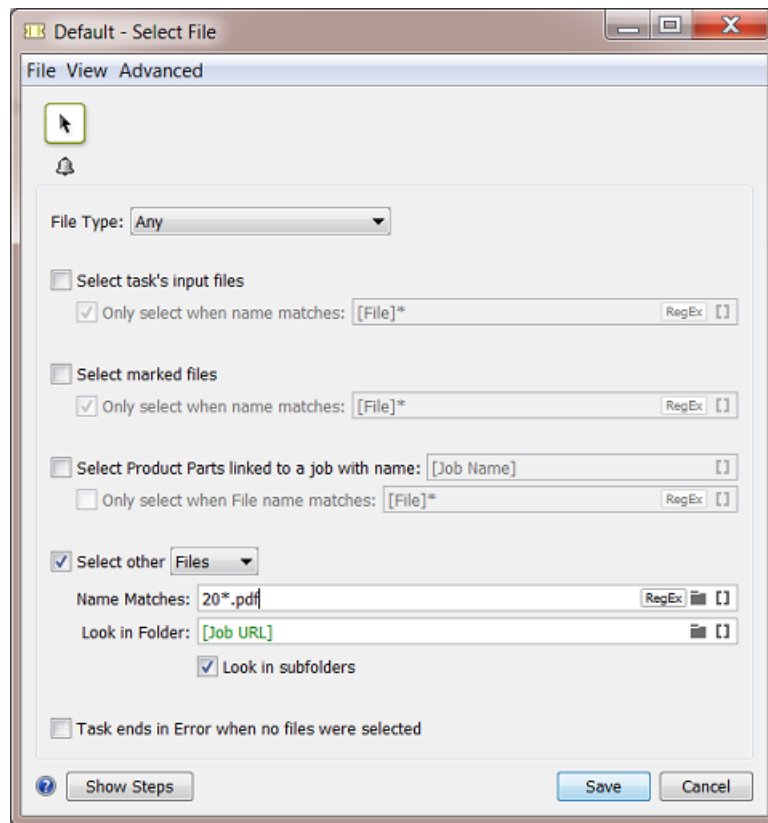 Default - Select File
File View Advanced
File Type: Any
Select task's input files
Only select when name matches: [File]* RegEx []
Select marked files
Only select when name matches: [File]* RegEx []
Select Product Parts linked to a job with name: [Job Name] []
Only select when File name matches: [File]* RegEx []
Select other Files
Name Matches: 20*.pdf RegEx []
Look in Folder: [Job URL] []
Look in subfolders
Task ends in Error when no files were selected
? Show Steps Save Cancel